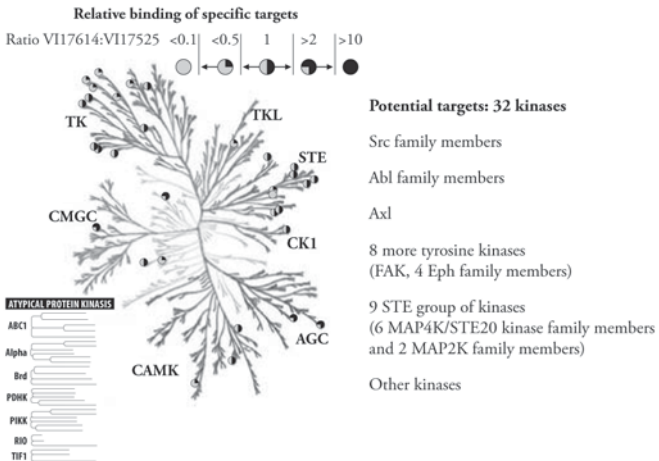 Relative binding of specific targets
Ratio VI17614:VI17525 <0.1 <0.5 1 >2 >10
TK
TKL
STE
CMGC
CK1
AGC
CAMK
ATYPICAL PROTEIN KINASIS
ABC1
Alpha
Brd
PDHK
PIKK
RIO
TIF1
Potential targets: 32 kinases
Src family members
Abl family members
Axl
8 more tyrosine kinases
(FAK, 4 Eph family members)
9 STE group of kinases
(6 MAP4K/STE20 kinase family members
and 2 MAP2K family members)
Other kinases